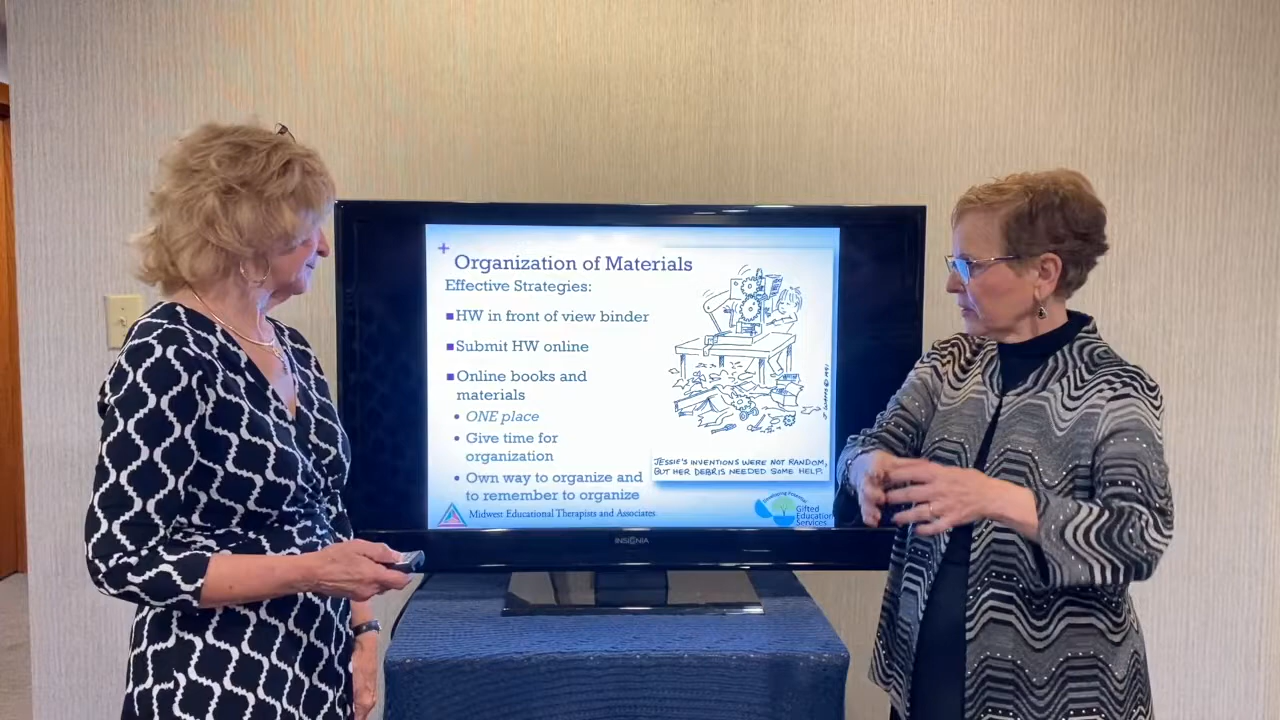 +
Organization of Materials
Effective Strategies:
■HW in front of view binder
■Submit HW online
■Online books and
materials
• ONE place
• Give time for
organization
• Own way to organize and
to remember to organize
JESSIE'S INVENTIONS WERE NOT RANDOM,
BUT HER DEBRIS NEEDED SOME HELP.
Midwest Educational Therapists and Associates
Developing Potential
Gifted
Education
Services
INSIGNIA